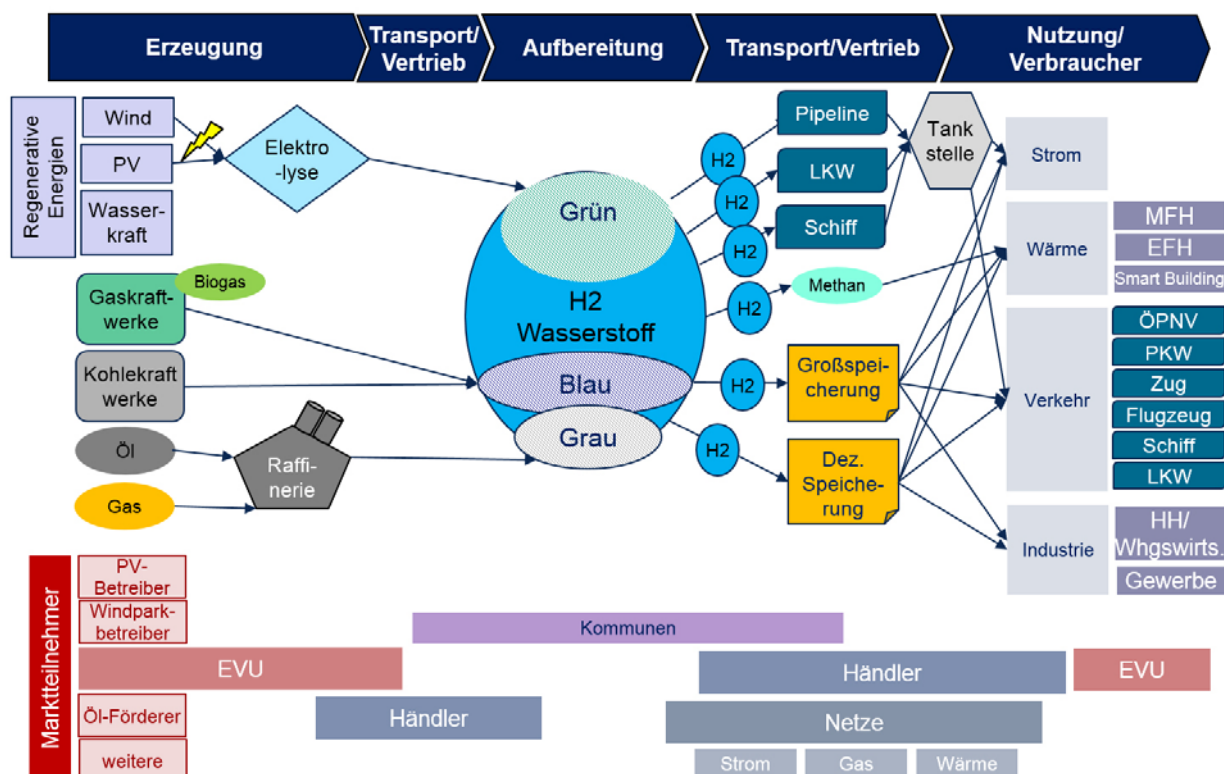 Erzeugung
Transport/
Vertrieb
Aufbereitung
Transport/Vertrieb
Nutzung/
Verbraucher
Regenerative
Energien
Wind
PV
Wasser-
kraft
Elektro
-lyse
Gaskraft-
werke
Biogas
Kohlekraft
werke
Öl
Gas
Raffi-
nerie
Grün
H2
Wasserstoff
Blau
Grau
H2
H2
H2
H2
H2
H2
Pipeline
LKW
Schiff
Methan
Großspei-
cherung
Dez.
Speiche-
rung
Tank
stelle
Strom
Wärme
MFH
EFH
Smart Building
Verkehr
ÖPNV
PKW
Zug
Flugzeug
Schiff
LKW
Industrie
HH/
Whgswirts.
Gewerbe
Marktteilnehmer
PV-
Betreiber
Windpark-
betreiber
Kommunen
EVU
Händler
EVU
Öl-Förderer
Händler
Netze
weitere
Strom
Gas
Wärme